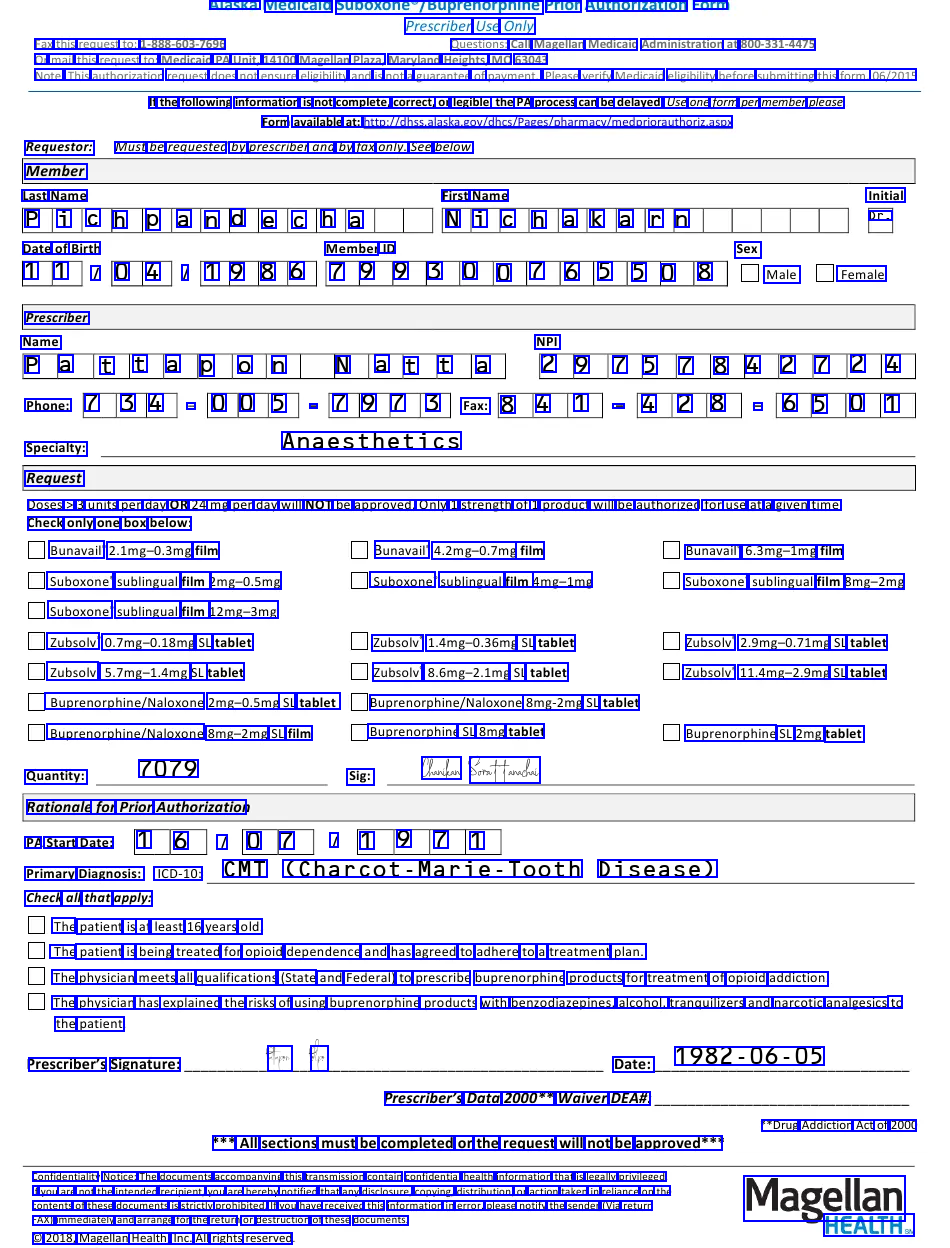 Alaska Medicaid Suboxone®/Buprenorphine Prior Authorization Form
Prescriber Use Only
Fax this request to: 1-888-603-7696 Questions: Call Magellan Medicaid Administration at 800-331-4475
Or mail this request to: Medicaid PA Unit, 14100 Magellan Plaza, Maryland Heights, MO 63043
Note: This authorization request does not ensure eligibility and is not a guarantee of payment. Please verify Medicaid eligibility before submitting this form. 06/2015
If the following information is not complete, correct, or legible the PA process can be delayed. Use one form per member please.
Form available at: http://dhss.alaska.gov/dhcs/Pages/pharmacy/medpriorauthoriz.aspx
Requestor: Must be requested by prescriber and by fax only. See below.
Member
Last Name First Name Initial
Pichpandecha Nichakarn Dr.
Date of Birth Member ID Sex
11 / 04 / 1986 799300765508 Male Female
Prescriber
Name NPI
Pattapon Natta 29757842724
Phone: 734 - 005 - 7973 Fax: 841 - 428 - 6501
Specialty: Anaesthetics
Request
Doses > 3 units per day OR 24 mg per day will NOT be approved. Only 1 strength of 1 product will be authorized for use at a given time.
Check only one box below:
Bunavail® 2.1mg–0.3mg film Bunavail® 4.2mg–0.7mg film Bunavail® 6.3mg–1mg film
Suboxone® sublingual film 2mg–0.5mg Suboxone® sublingual film 4mg–1mg Suboxone® sublingual film 8mg–2mg
Suboxone® sublingual film 12mg–3mg
Zubsolv® 0.7mg–0.18mg SL tablet Zubsolv® 1.4mg–0.36mg SL tablet Zubsolv® 2.9mg–0.71mg SL tablet
Zubsolv® 5.7mg–1.4mg SL tablet Zubsolv® 8.6mg–2.1mg SL tablet Zubsolv® 11.4mg–2.9mg SL tablet
Buprenorphine/Naloxone 2mg–0.5mg SL tablet Buprenorphine/Naloxone 8mg-2mg SL tablet
Buprenorphine/Naloxone 8mg–2mg SL film Buprenorphine SL 8mg tablet Buprenorphine SL 2mg tablet
Quantity: 7079 Sig: Chanikan Sorattanachai
Rationale for Prior Authorization
PA Start Date: 16 / 07 / 1971
Primary Diagnosis: ICD-10: CMT (Charcot-Marie-Tooth Disease)
Check all that apply:
The patient is at least 16 years old.
The patient is being treated for opioid dependence and has agreed to adhere to a treatment plan.
The physician meets all qualifications (State and Federal) to prescribe buprenorphine products for treatment of opioid addiction.
The physician has explained the risks of using buprenorphine products with benzodiazepines, alcohol, tranquilizers and narcotic analgesics to
the patient.
Prescriber's Signature: Date: 1982-06-05
Prescriber's Data 2000** Waiver DEA#:
**Drug Addiction Act of 2000
*** All sections must be completed or the request will not be approved***
Confidentiality Notice: The documents accompanying this transmission contain confidential health information that is legally privileged.
If you are not the intended recipient, you are hereby notified that any disclosure, copying, distribution or action taken in reliance on the
contents of these documents is strictly prohibited. If you have received this information in error, please notify the sender (Via return
FAX) immediately and arrange for the return or destruction of these documents.
© 2018, Magellan Health, Inc. All rights reserved.
Magellan
HEALTH℠